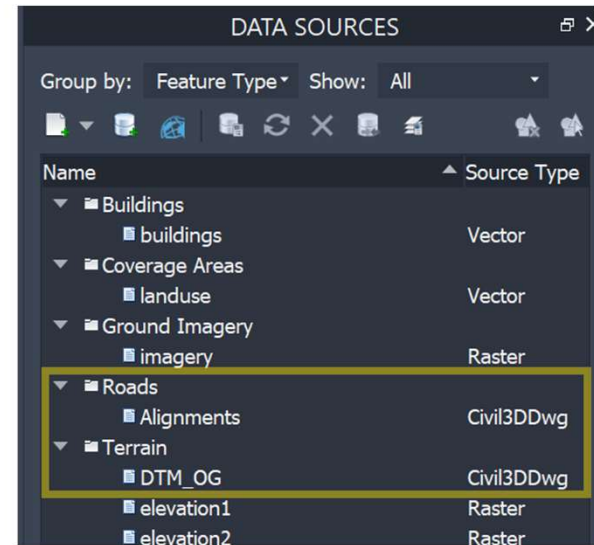 DATA SOURCES
Group by: Feature Type Show: All
Name Source Type
Buildings
buildings Vector
Coverage Areas
landuse Vector
Ground Imagery
imagery Raster
Roads
Alignments Civil3DDwg
Terrain
DTM_OG Civil3DDwg
elevation1 Raster
elevation2 Raster